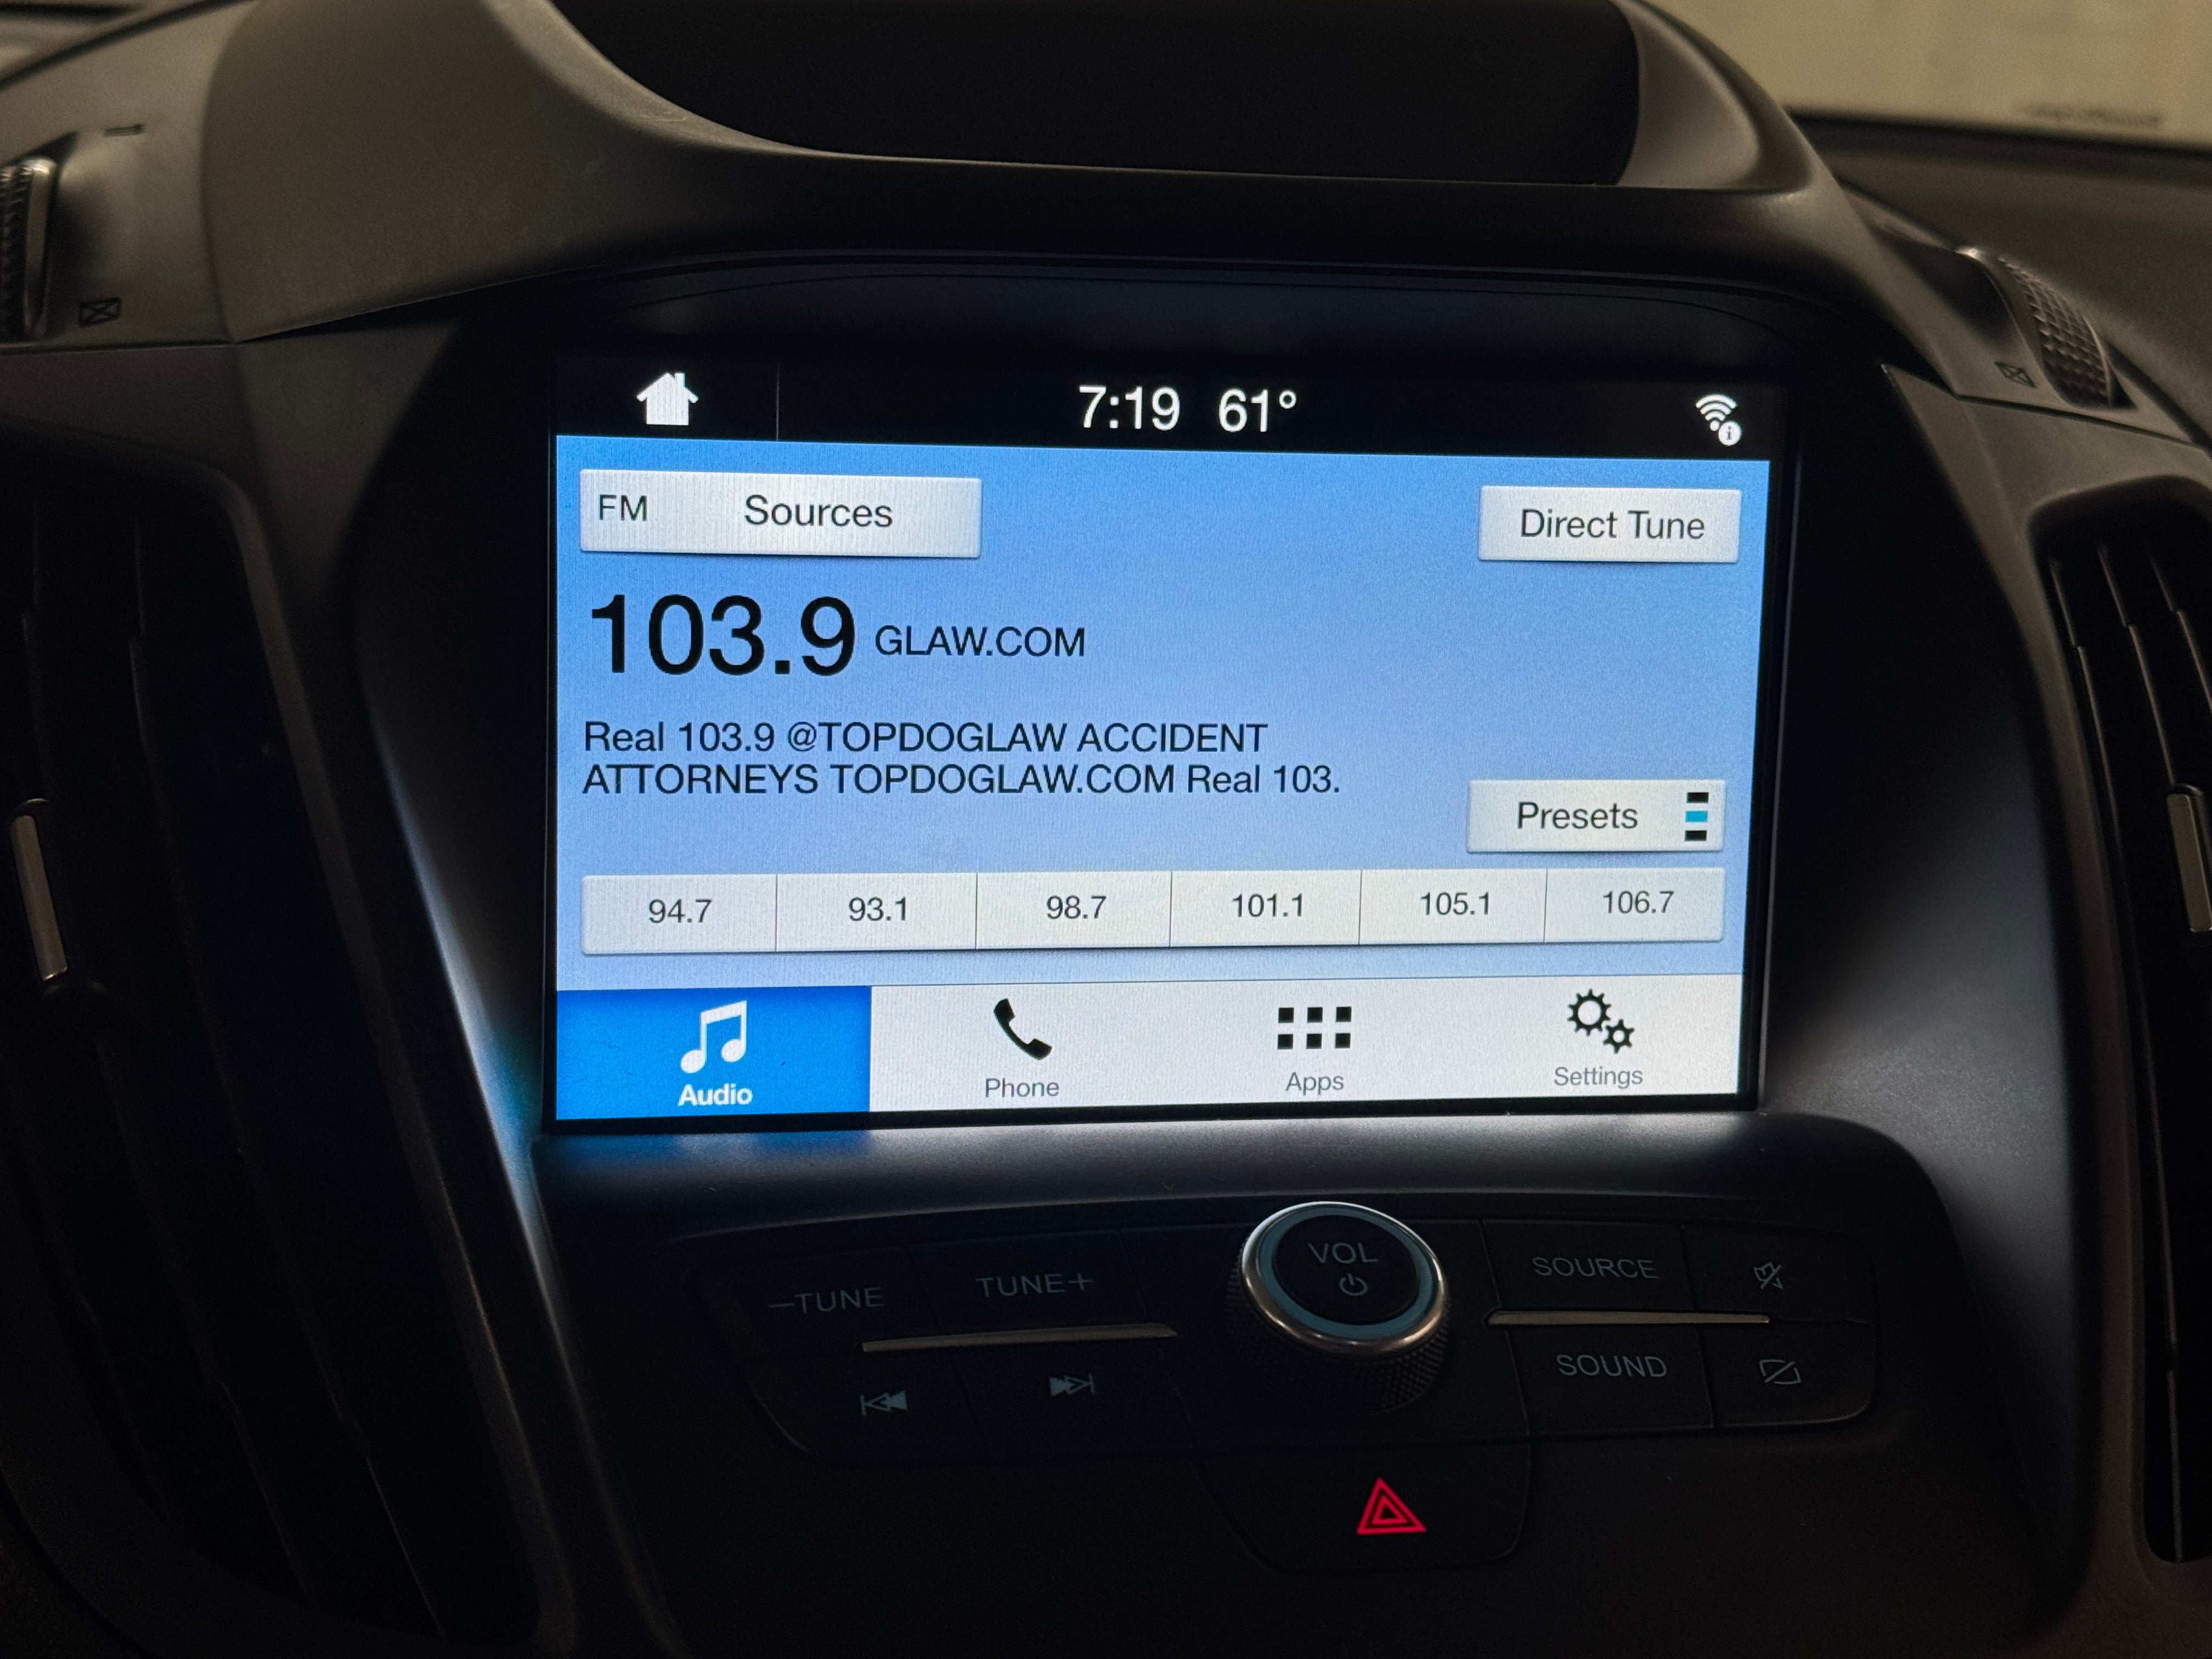 7:19 61°
FM Sources
Direct Tune
103.9 GLAW.COM
Real 103.9 @TOPDOGLAW ACCIDENT
ATTORNEYS TOPDOGLAW.COM Real 103.
Presets
94.7 93.1 98.7 101.1 105.1 106.7
Audio Phone Apps Settings
–TUNE TUNE+ VOL SOURCE
SOUND